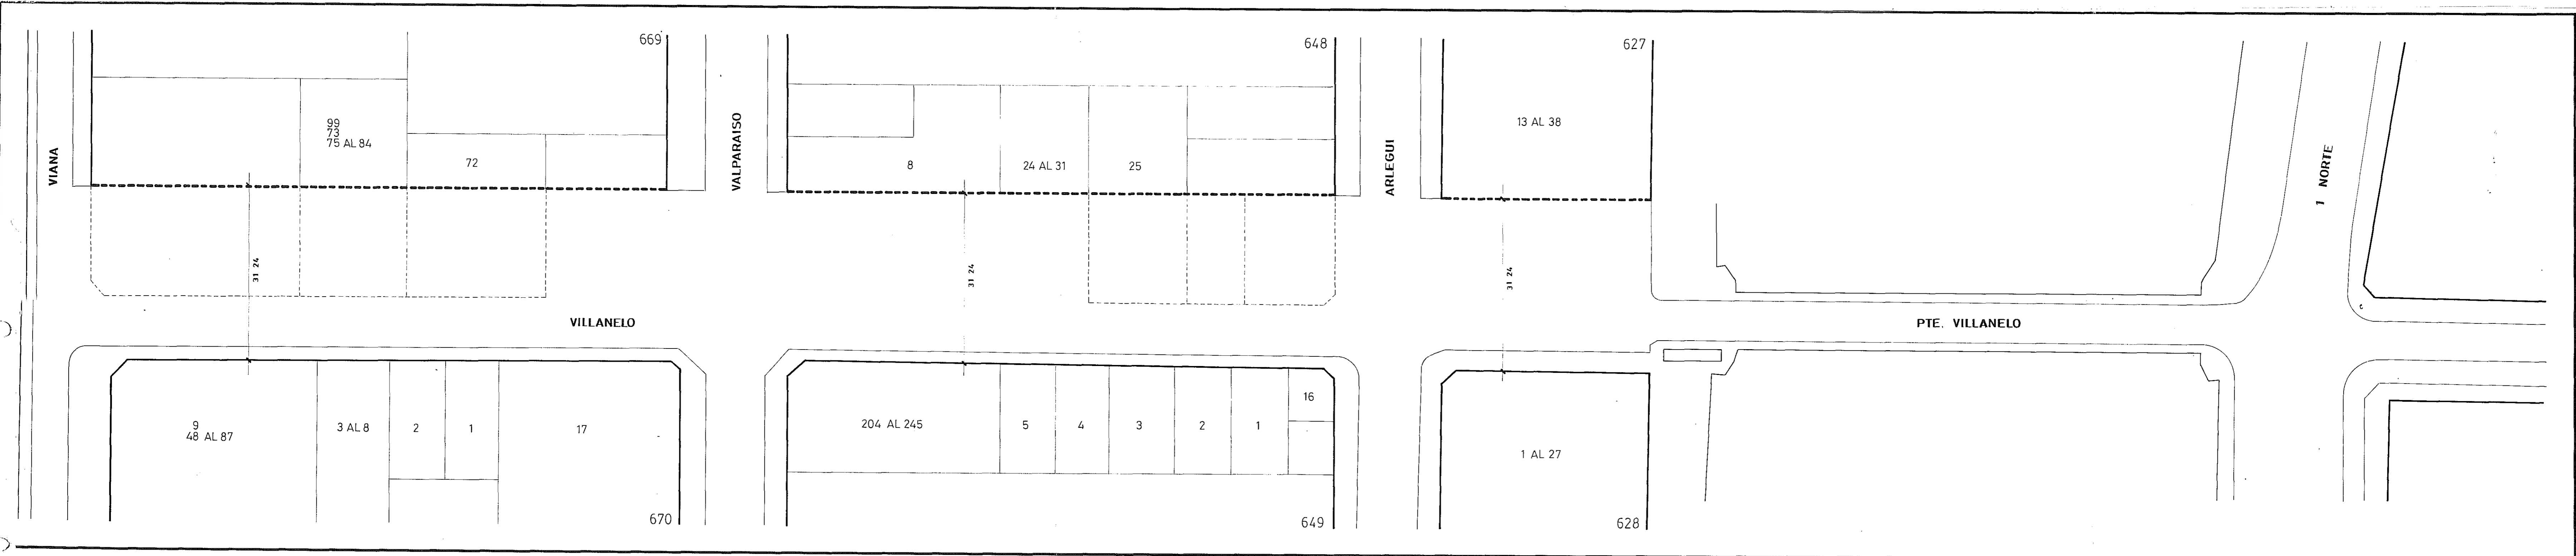 669
648
627
99
73
75 AL 84
72
8
24 AL 31
25
13 AL 38
VIANA
VALPARAISO
ARLEGUI
1 NORTE
31 24
31 24
31 24
VILLANELO
PTE. VILLANELO
9
48 AL 87
3 AL 8
2
1
17
204 AL 245
5
4
3
2
1
16
1 AL 27
670
649
628